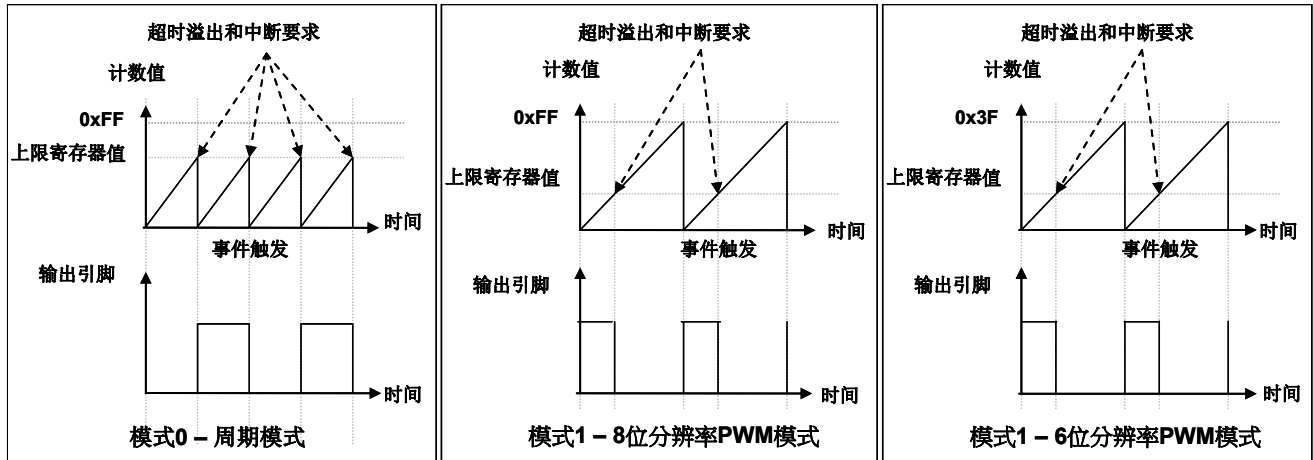 超时溢出和中断要求
计数值
0xFF
上限寄存器值
时间
事件触发
输出引脚
时间
模式0 – 周期模式
超时溢出和中断要求
计数值
0xFF
上限寄存器值
时间
事件触发
输出引脚
时间
模式1 – 8位分辨率PWM模式
超时溢出和中断要求
计数值
0x3F
上限寄存器值
时间
事件触发
输出引脚
时间
模式1 – 6位分辨率PWM模式